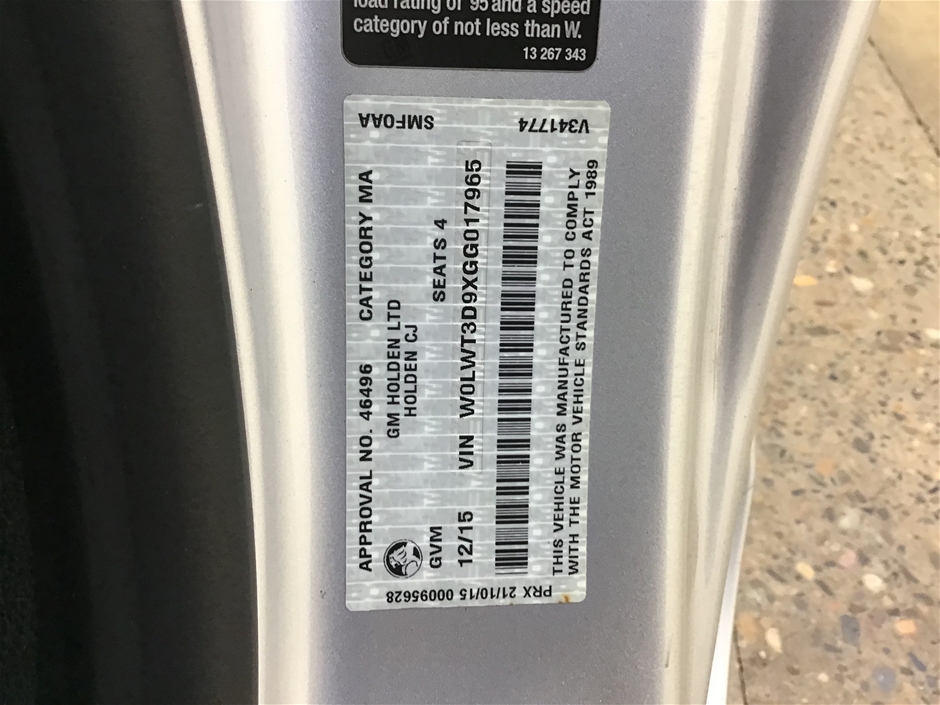 load rating of 95 and a speed
category of not less than W.
13 267 343
SMFOAA V341774
APPROVAL NO. 46496 CATEGORY MA
GM HOLDEN LTD
HOLDEN CJ
GVM SEATS 4
12/15 VIN W0LWT3D9XGG017965
THIS VEHICLE WAS MANUFACTURED TO COMPLY
WITH THE MOTOR VEHICLE STANDARDS ACT 1989
PRX 21/10/15 00095628